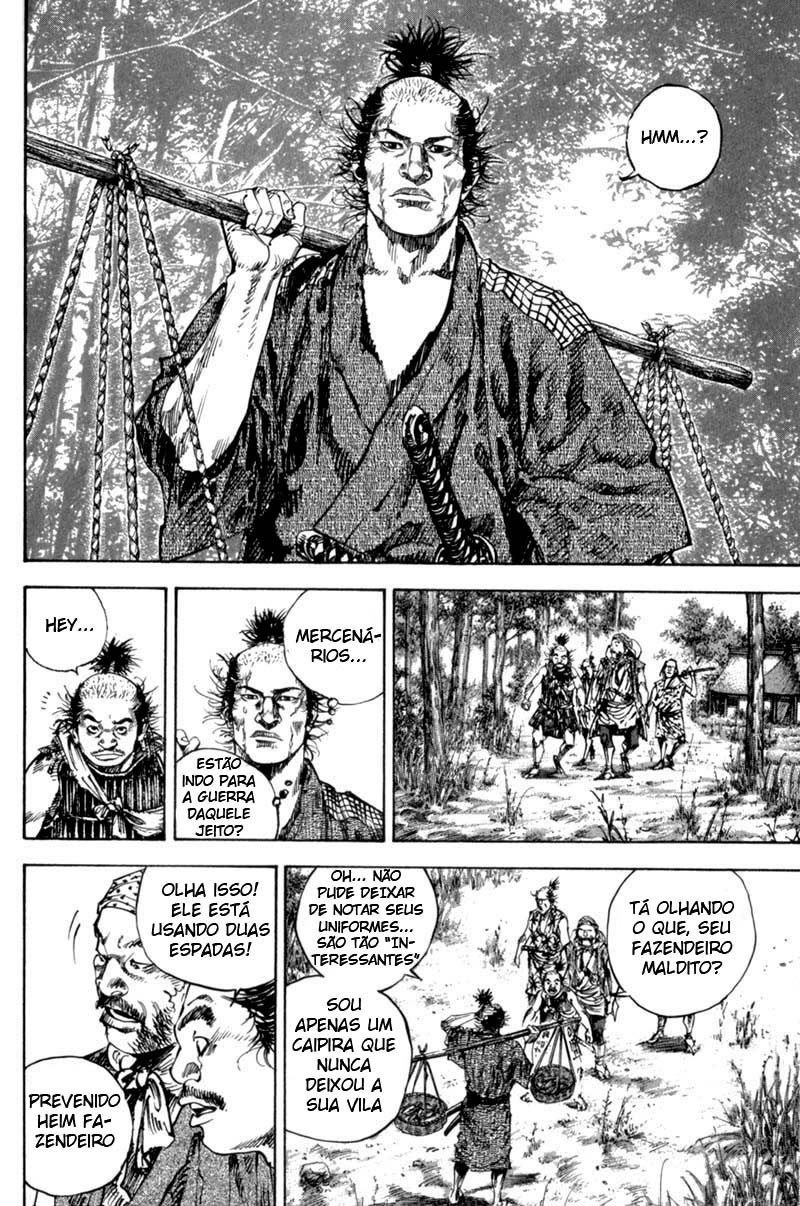 HMM...?
MERCENÁ-
RIOS...
ESTÃO
INDO PARA
A GUERRA
DAQUELE
JEITO?
HEY...
TÁ OLHANDO
O QUE, SEU
FAZENDEIRO
MALDITO?
OH... NÃO
PUDE DEIXAR
DE NOTAR SEUS
UNIFORMES...
SÃO TÃO "IN-
TERESSANTES"
SOU
APENAS UM
CAIPIRA QUE
NUNCA
DEIXOU A
SUA VILA
OLHA ISSO!
ELE ESTÁ
USANDO DUAS
ESPADAS!
PREVENIDO
HEIM FA-
ZENDEIRO